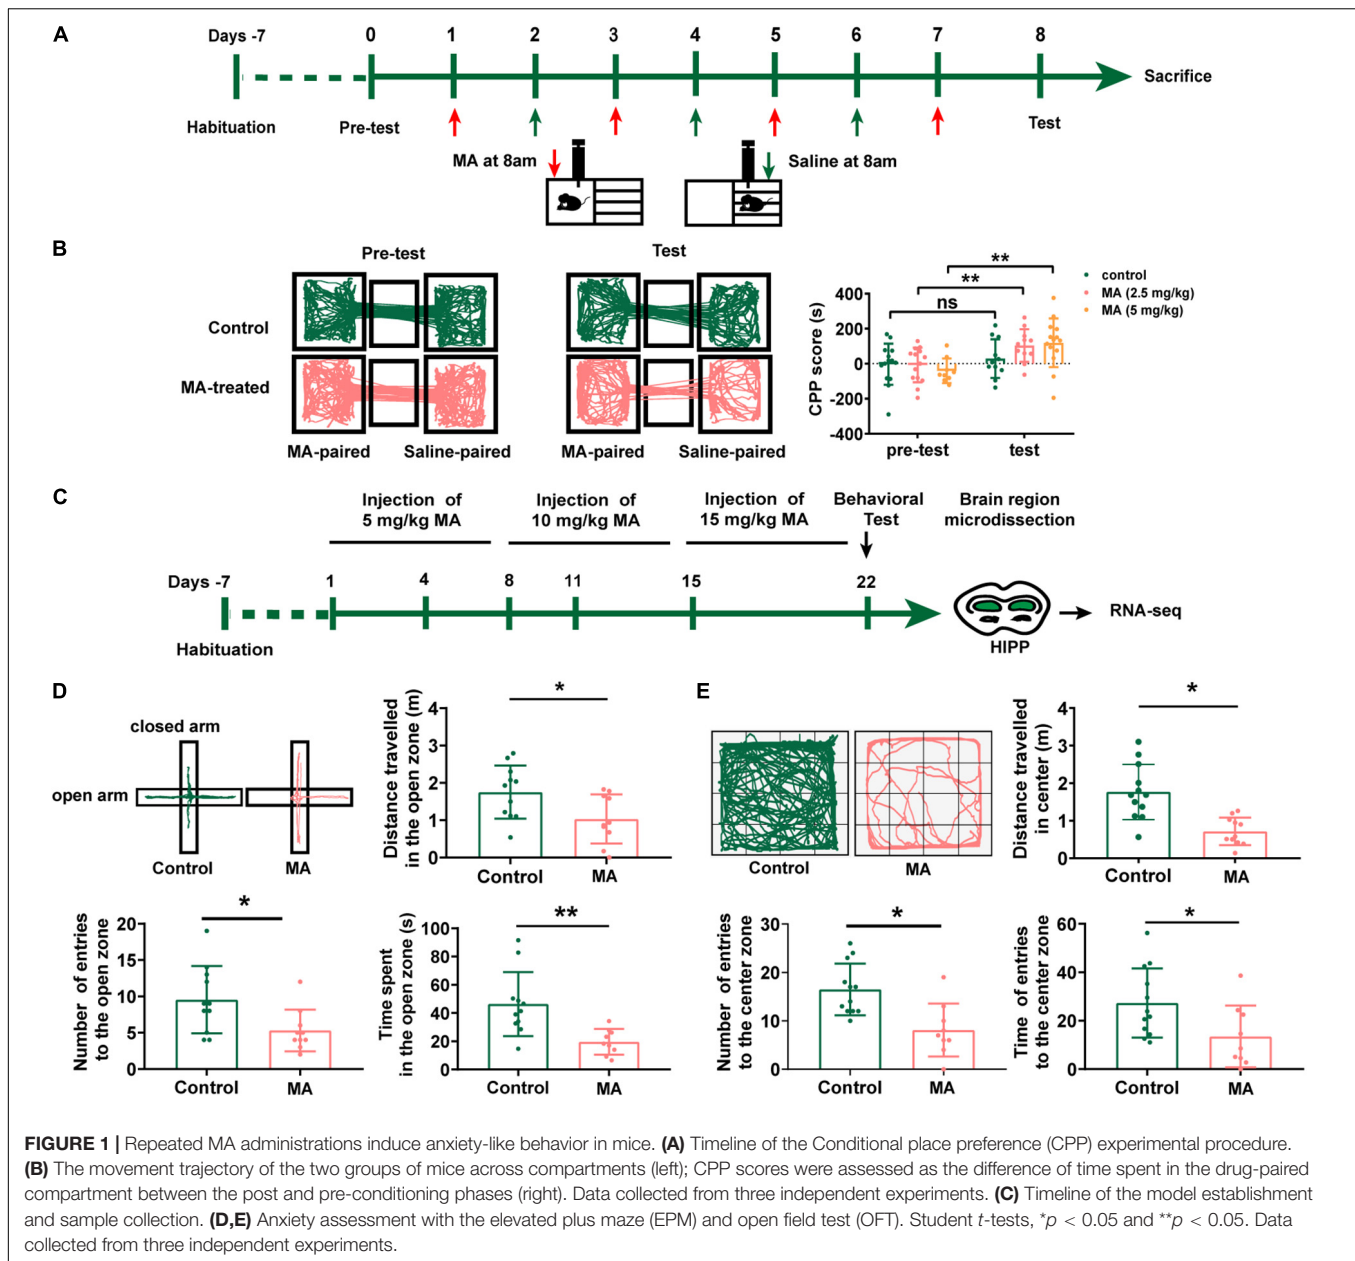 A
Days -7
0
1
2
3
4
5
6
7
8
Sacrifice
Habituation
Pre-test
Test
MA at 8am
Saline at 8am
B
Pre-test
Test
Control
MA-treated
MA-paired
Saline-paired
MA-paired
Saline-paired
CPP score (s)
400
200
0
-200
-400
ns
**
**
pre-test
test
control
MA (2.5 mg/kg)
MA (5 mg/kg)
C
Injection of
5 mg/kg MA
Injection of
10 mg/kg MA
Injection of
15 mg/kg MA
Behavioral
Test
Brain region
microdissection
Days -7
1
4
8
11
15
22
Habituation
HIPP
RNA-seq
D
closed arm
open arm
Control
MA
Distance travelled
in the open zone (m)
4
3
2
1
0
*
Control
MA
Number of entries
to the open zone
20
15
10
5
0
*
Control
MA
Time spent
in the open zone (s)
100
80
60
40
20
0
**
Control
MA
E
Control
MA
Distance travelled
in center (m)
4
3
2
1
0
*
Control
MA
Number of entries
to the center zone
30
20
10
0
*
Control
MA
Time of entries
to the center zone
60
40
20
0
*
Control
MA
FIGURE 1 | Repeated MA administrations induce anxiety-like behavior in mice. (A) Timeline of the Conditional place preference (CPP) experimental procedure.
(B) The movement trajectory of the two groups of mice across compartments (left); CPP scores were assessed as the difference of time spent in the drug-paired
compartment between the post and pre-conditioning phases (right). Data collected from three independent experiments. (C) Timeline of the model establishment
and sample collection. (D,E) Anxiety assessment with the elevated plus maze (EPM) and open field test (OFT). Student t-tests, *p < 0.05 and **p < 0.05. Data
collected from three independent experiments.